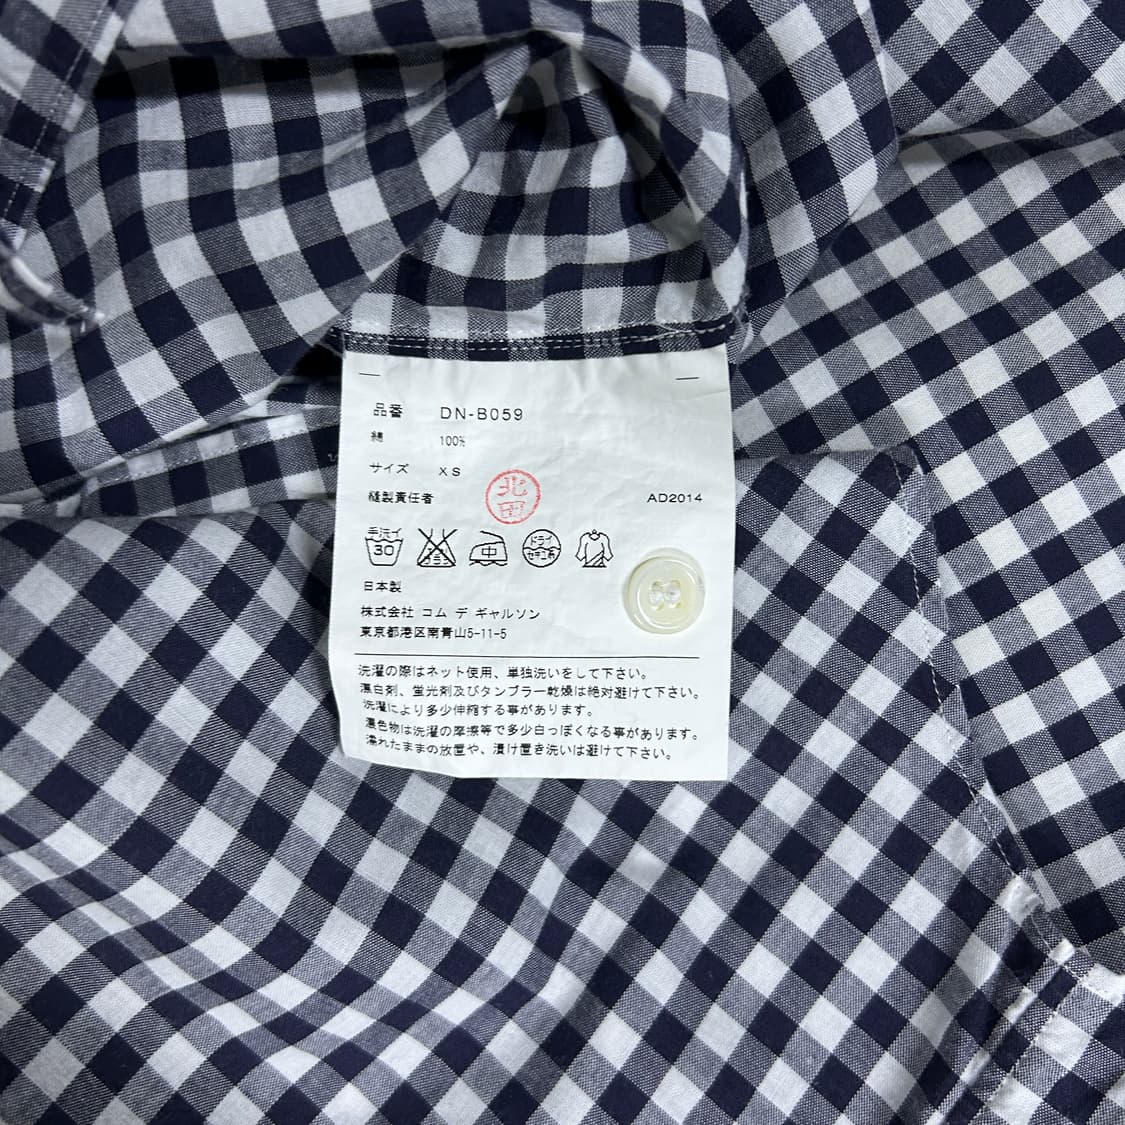 品番 DN-B059
綿 100%
サイズ XS
北田
縫製責任者 AD2014
手洗イ
30
中
ドライ
セキユ系
日本製
株式会社 コム デ ギャルソン
東京都港区南青山5-11-5
洗濯の際はネット使用、単独洗いをして下さい。
漂白剤、蛍光剤及びタンブラー乾燥は絶対避けて下さい。
洗濯により多少伸縮する事があります。
濃色物は洗濯の摩擦等で多少白っぽくなる事があります。
濡れたままの放置や、漬け置き洗いは避けて下さい。